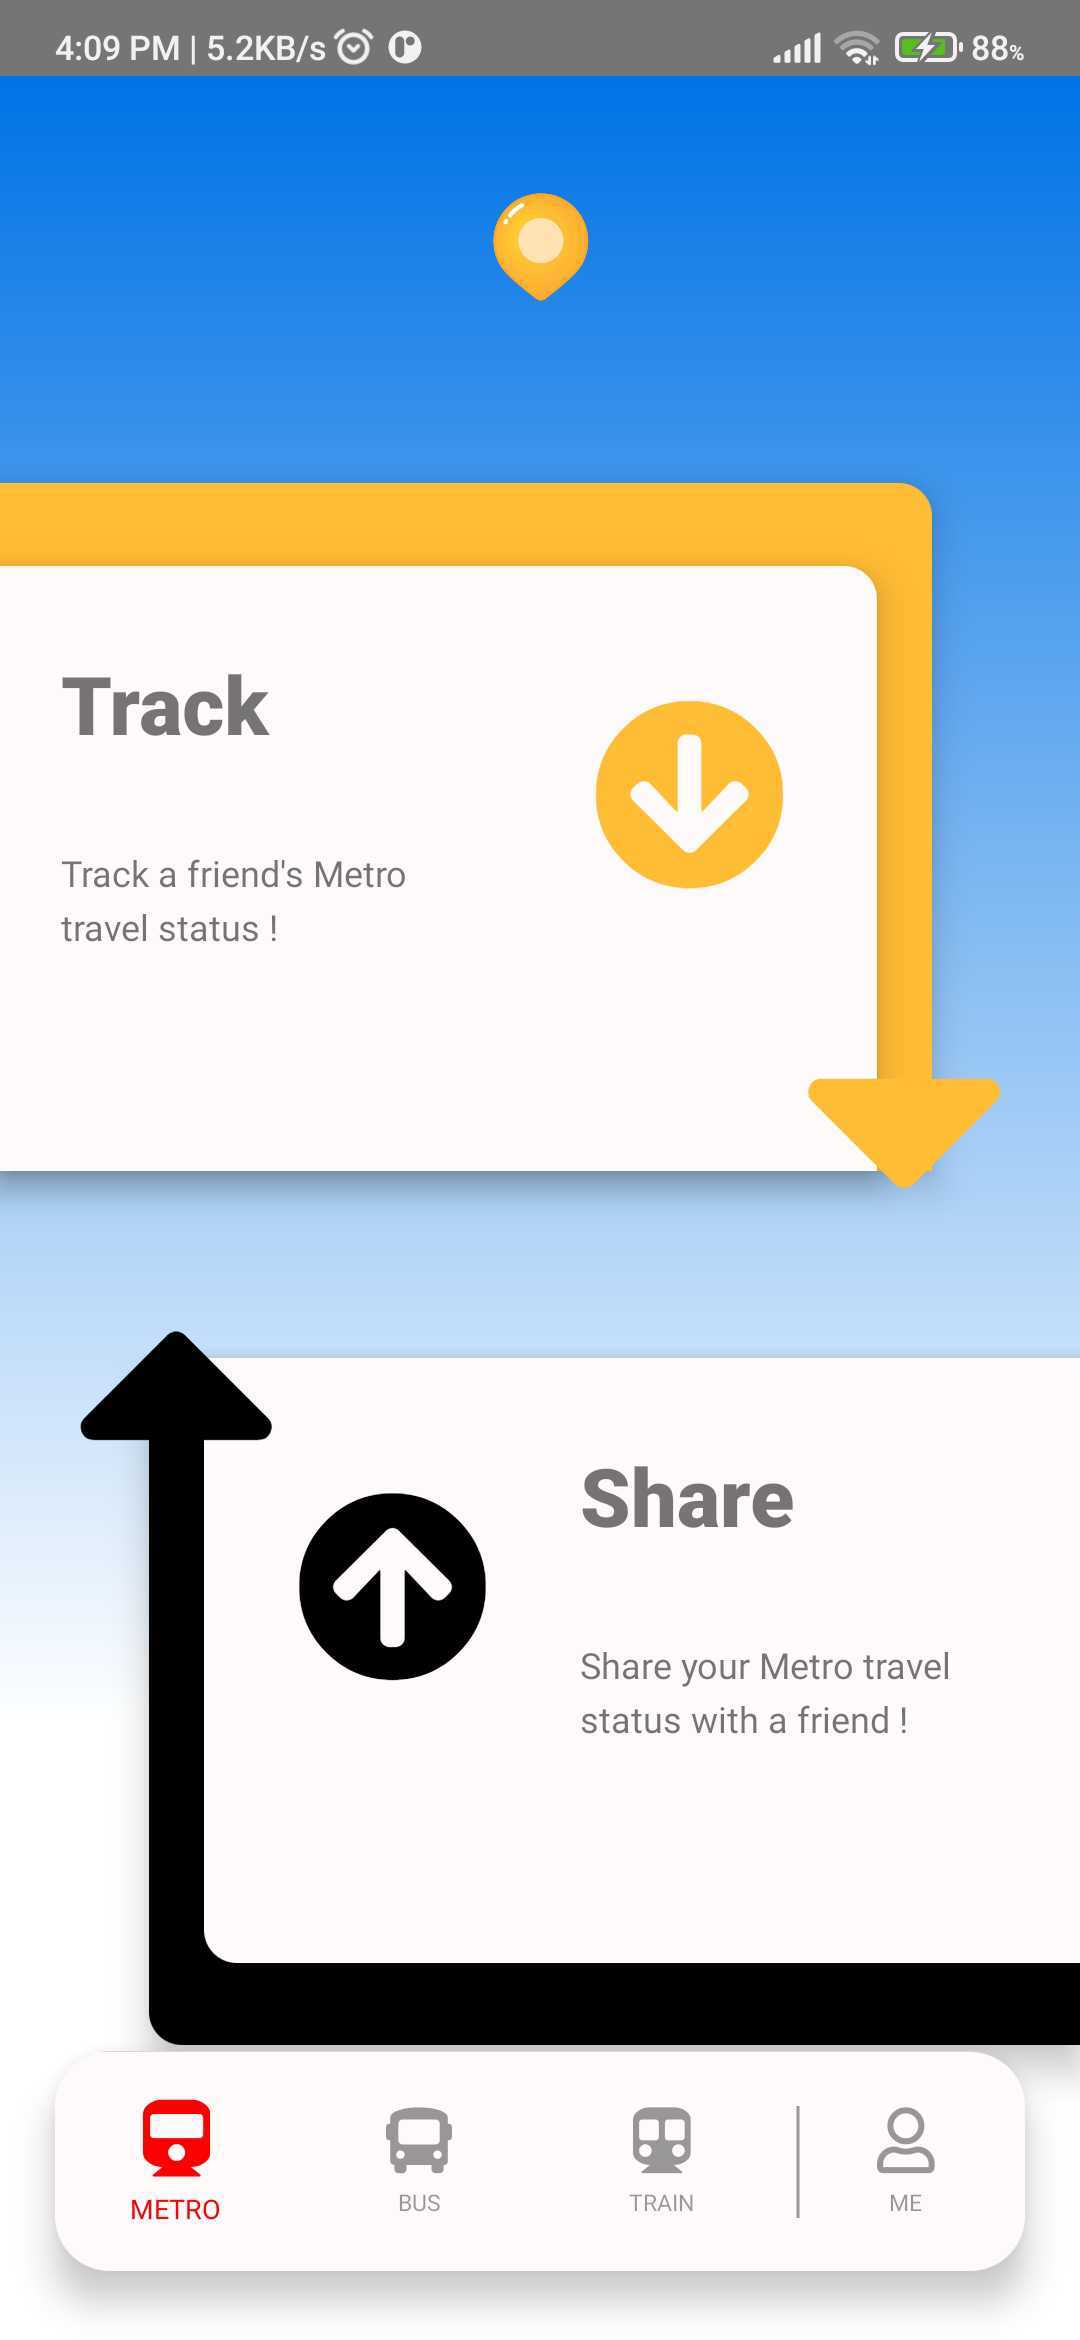 4:09 PM | 5.2KB/s 88%
Track
Track a friend's Metro
travel status !
Share
Share your Metro travel
status with a friend !
METRO BUS TRAIN ME